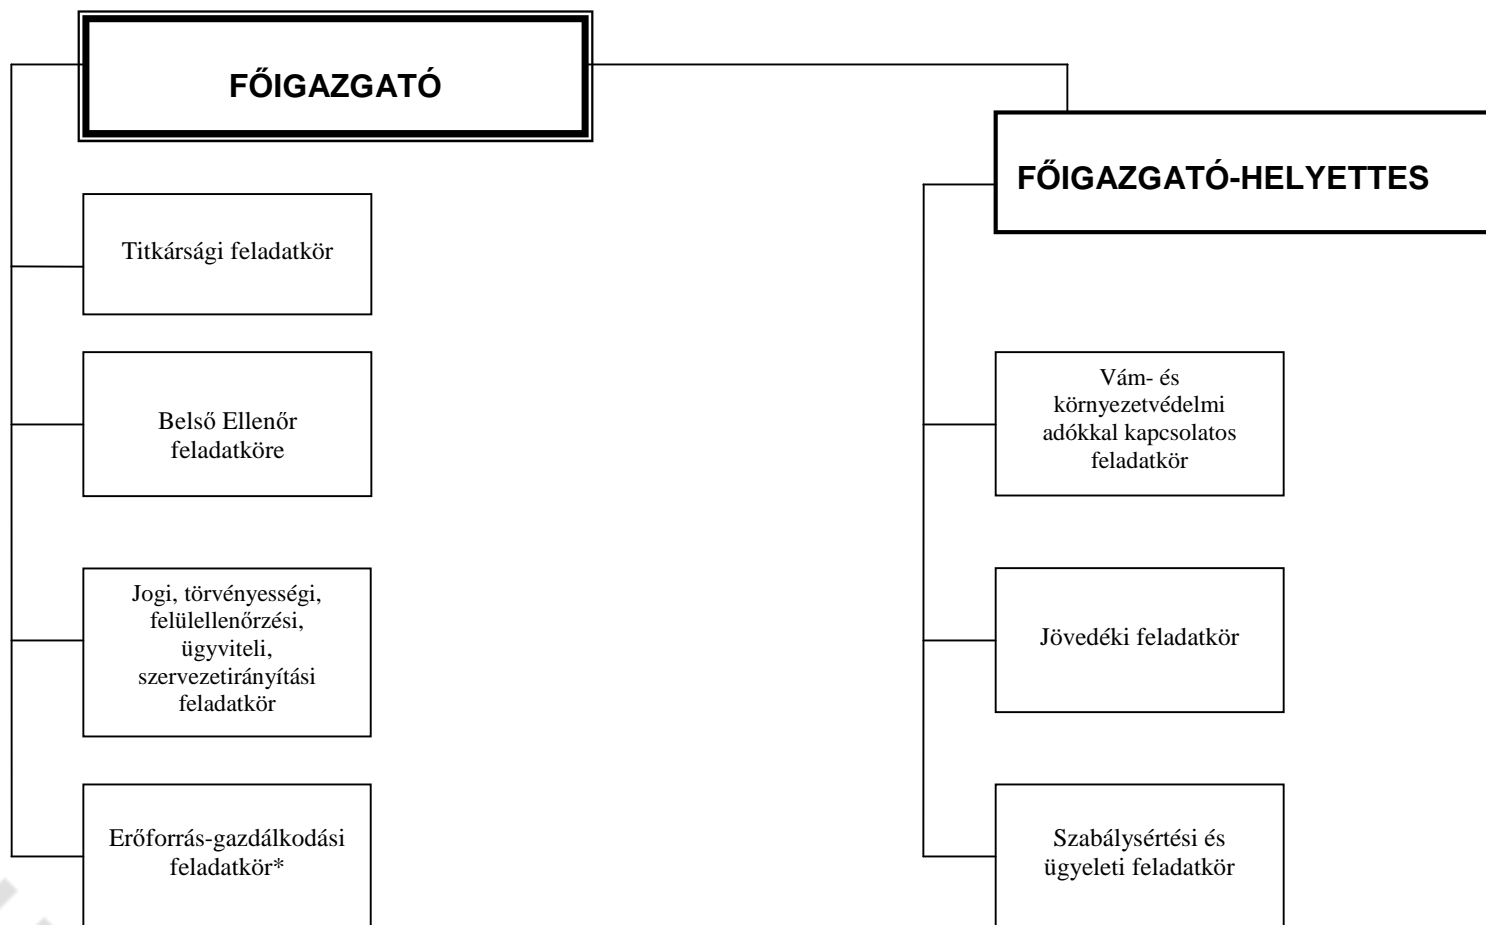 FŐIGAZGATÓ
FŐIGAZGATÓ-HELYETTES
Titkársági feladatkör
Belső Ellenőr
feladatköre
Jogi, törvényességi,
felülellenőrzési,
ügyviteli,
szervezetirányítási
feladatkör
Erőforrás-gazdálkodási
feladatkör*
Vám- és
környezetvédelmi
adókkal kapcsolatos
feladatkör
Jövedéki feladatkör
Szabálysértési és
ügyeleti feladatkör